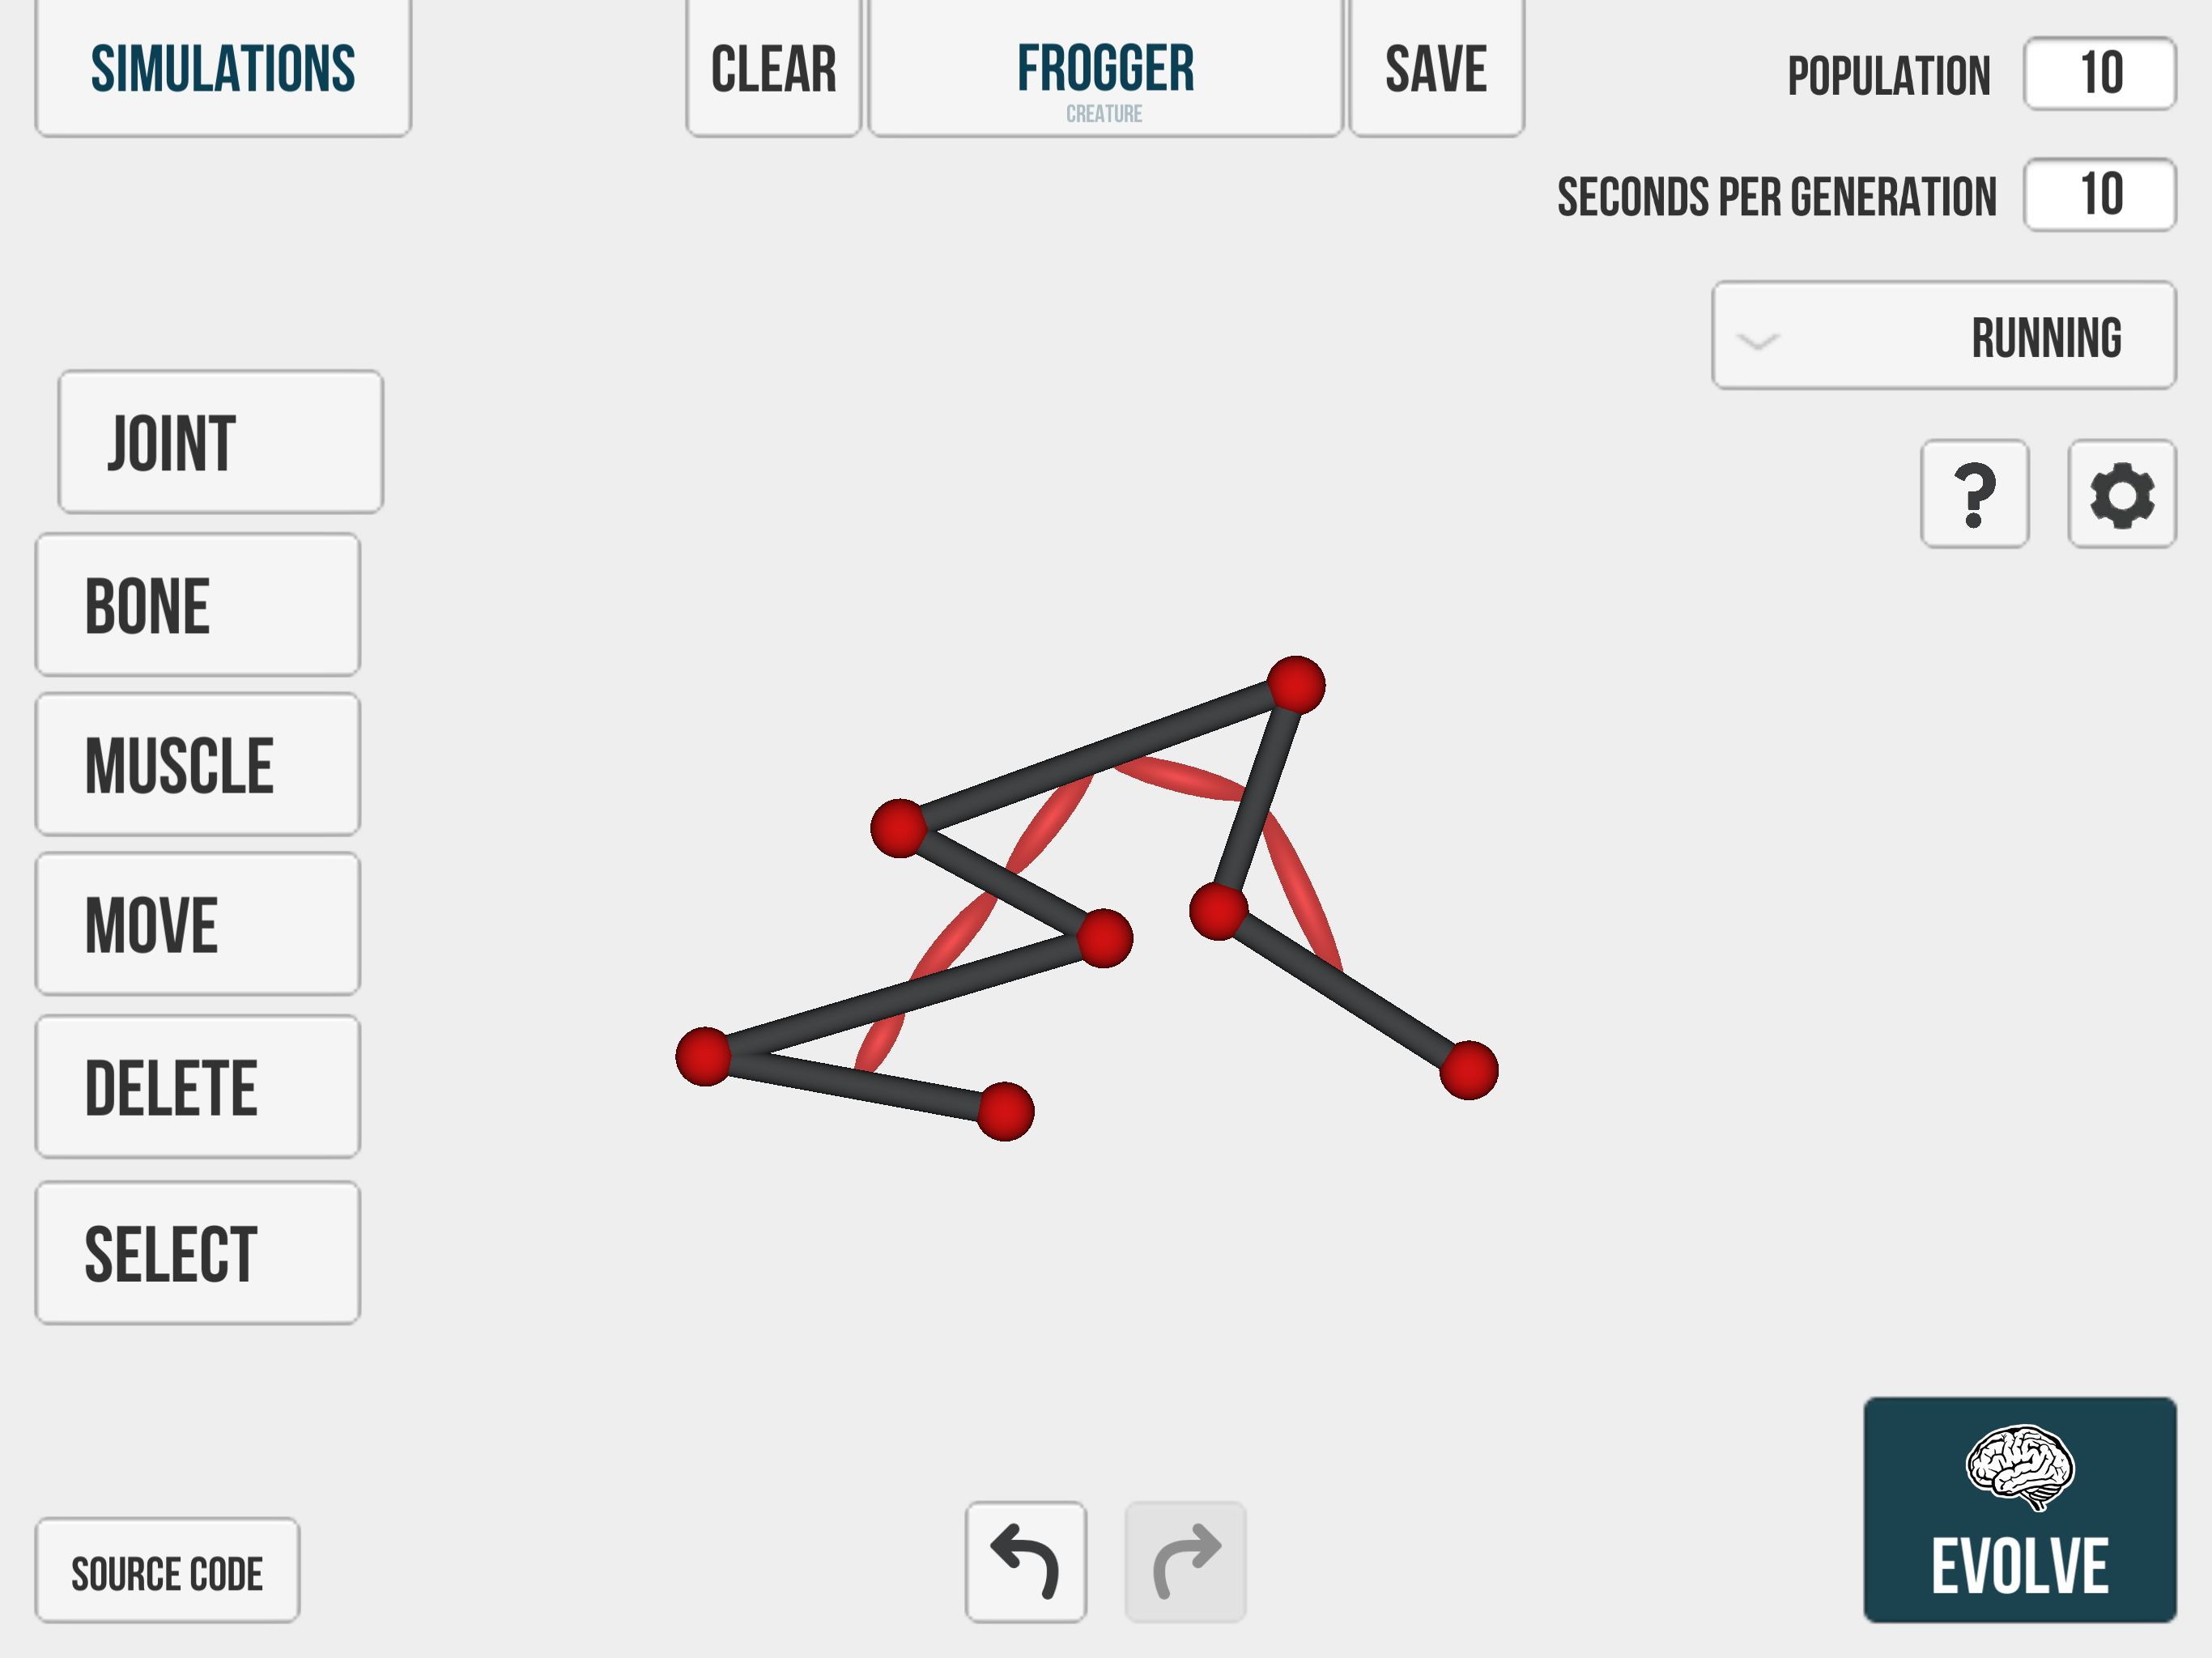 SIMULATIONS
CLEAR
FROGGER
CREATURE
SAVE
POPULATION 10
SECONDS PER GENERATION 10
RUNNING
?
JOINT
BONE
MUSCLE
MOVE
DELETE
SELECT
SOURCE CODE
EVOLVE